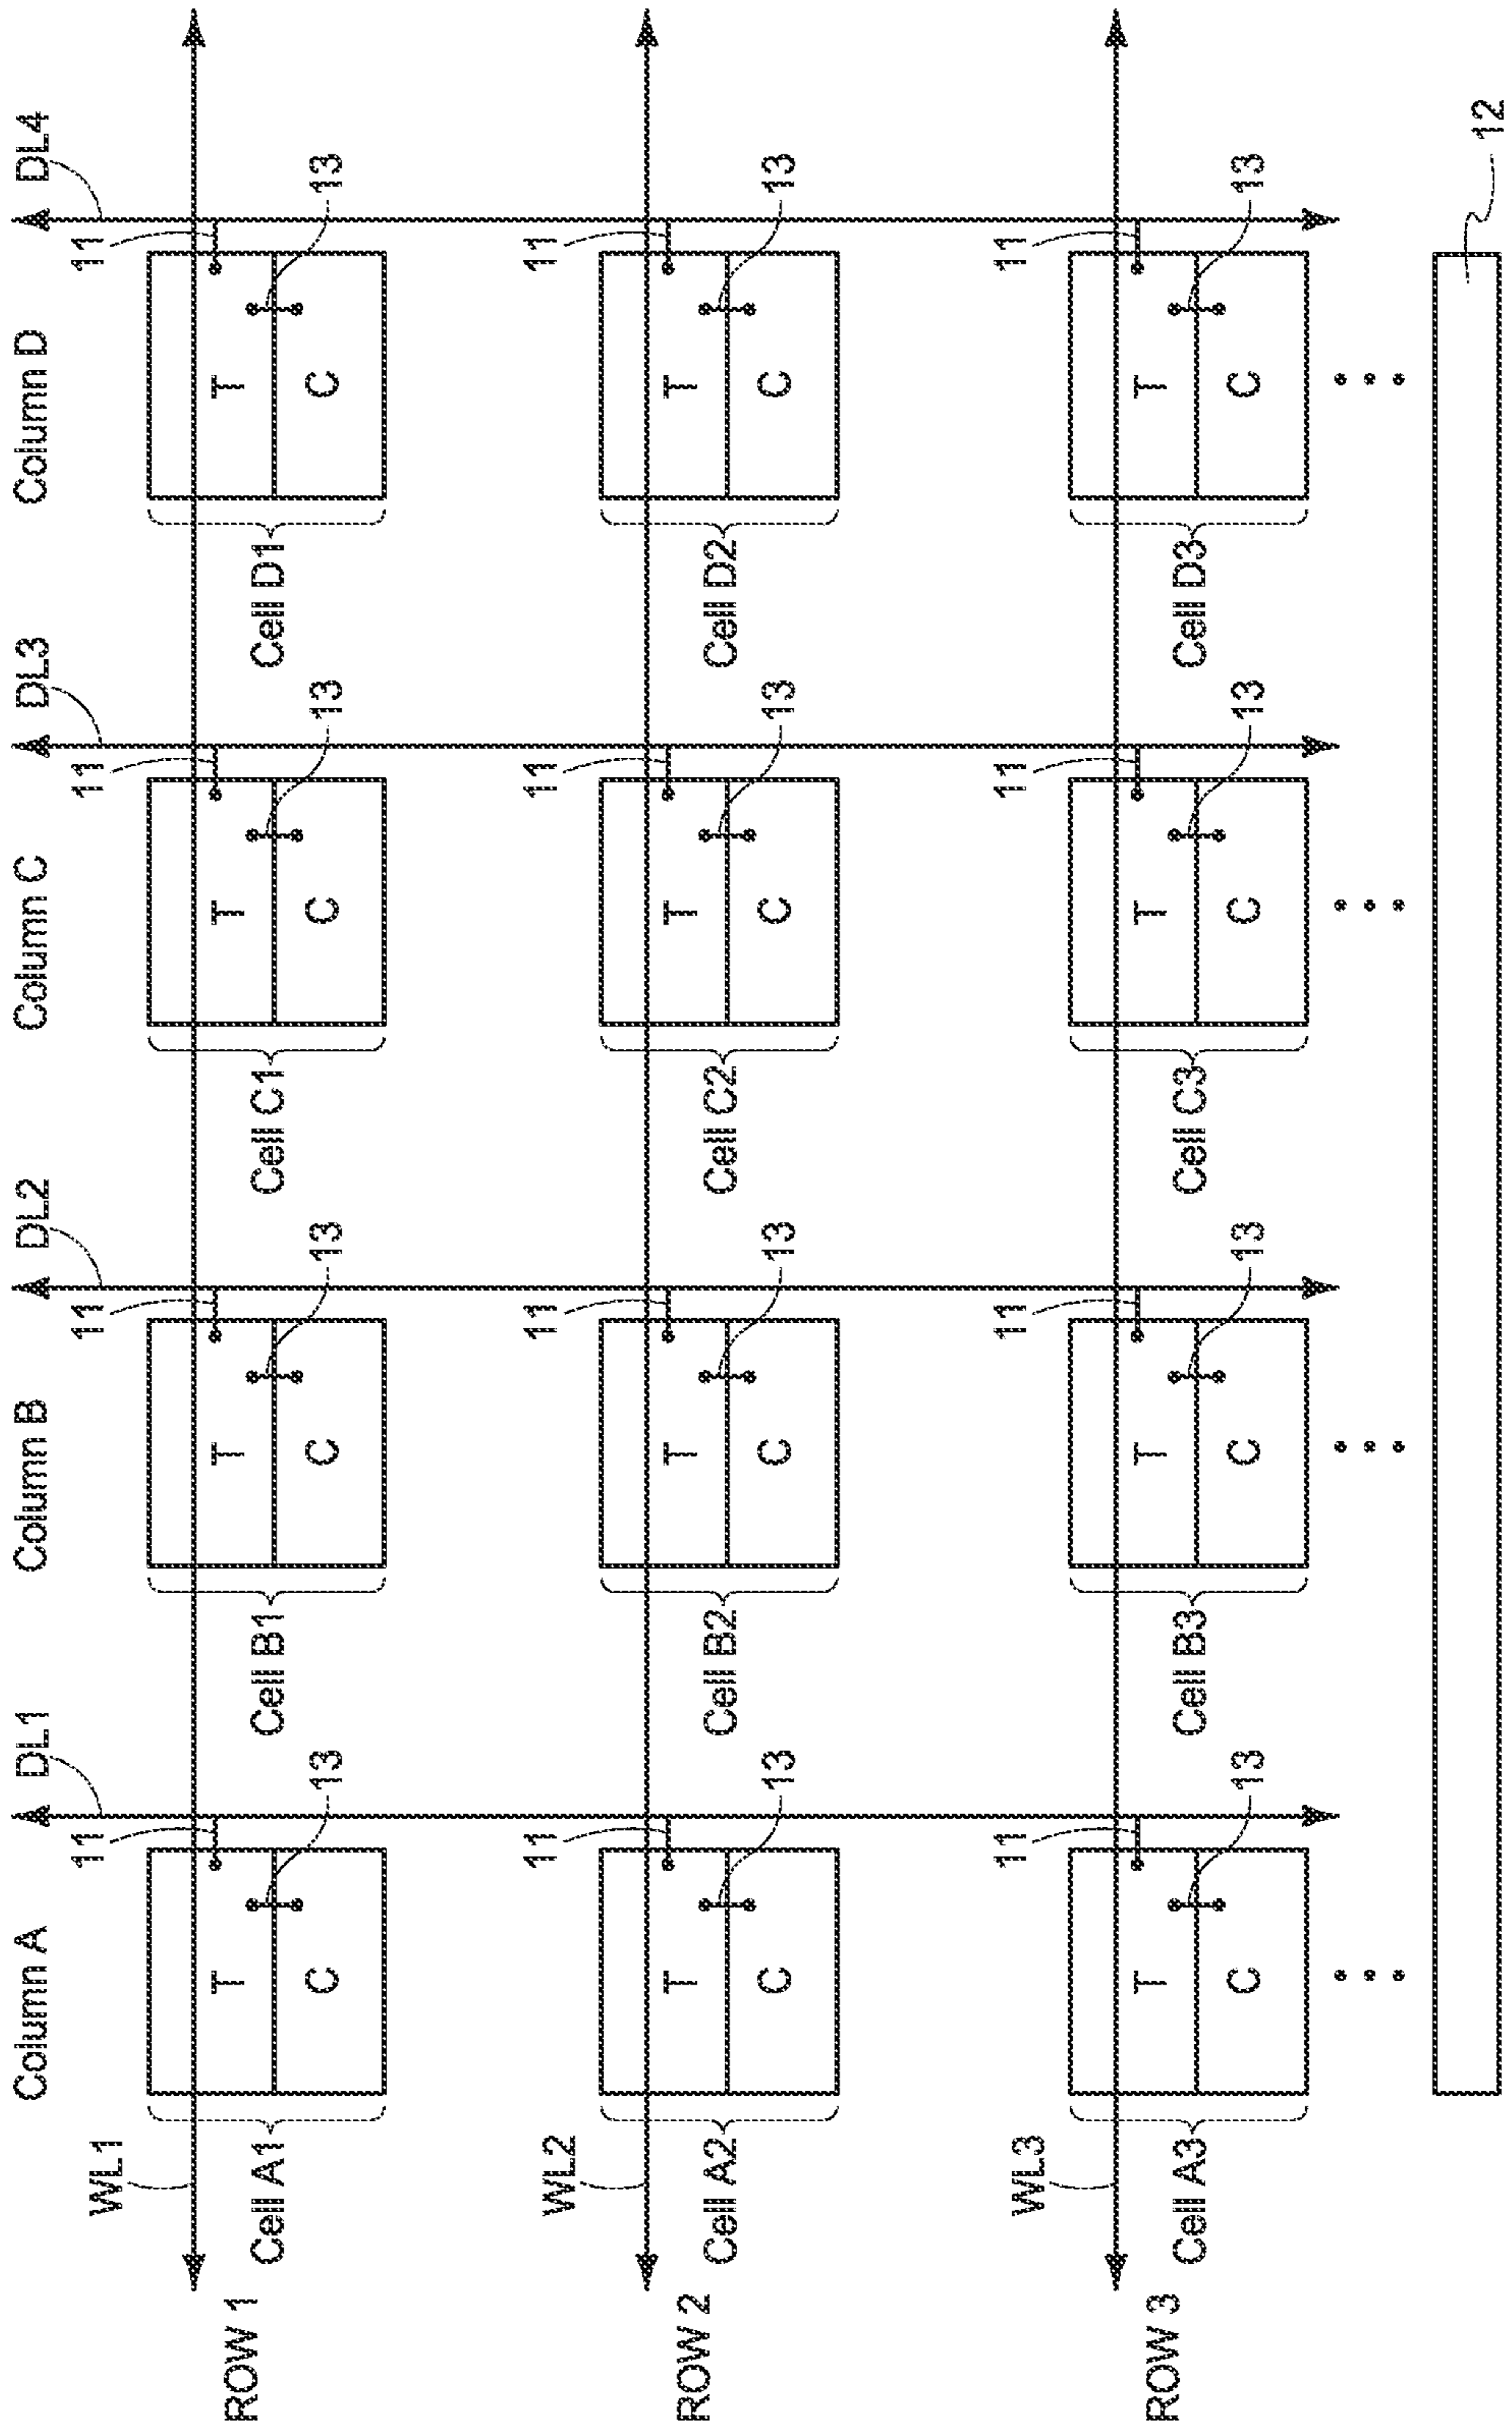 Column A
Column B
Column C
Column D
DL1
DL2
DL3
DL4
WL1
11
11
11
11
ROW 1
Cell A1
T
C
13
Cell B1
T
C
13
Cell C1
T
C
13
Cell D1
T
C
13
WL2
11
11
11
11
ROW 2
Cell A2
T
C
13
Cell B2
T
C
13
Cell C2
T
C
13
Cell D2
T
C
13
WL3
11
11
11
11
ROW 3
Cell A3
T
C
13
Cell B3
T
C
13
Cell C3
T
C
13
Cell D3
T
C
13
12